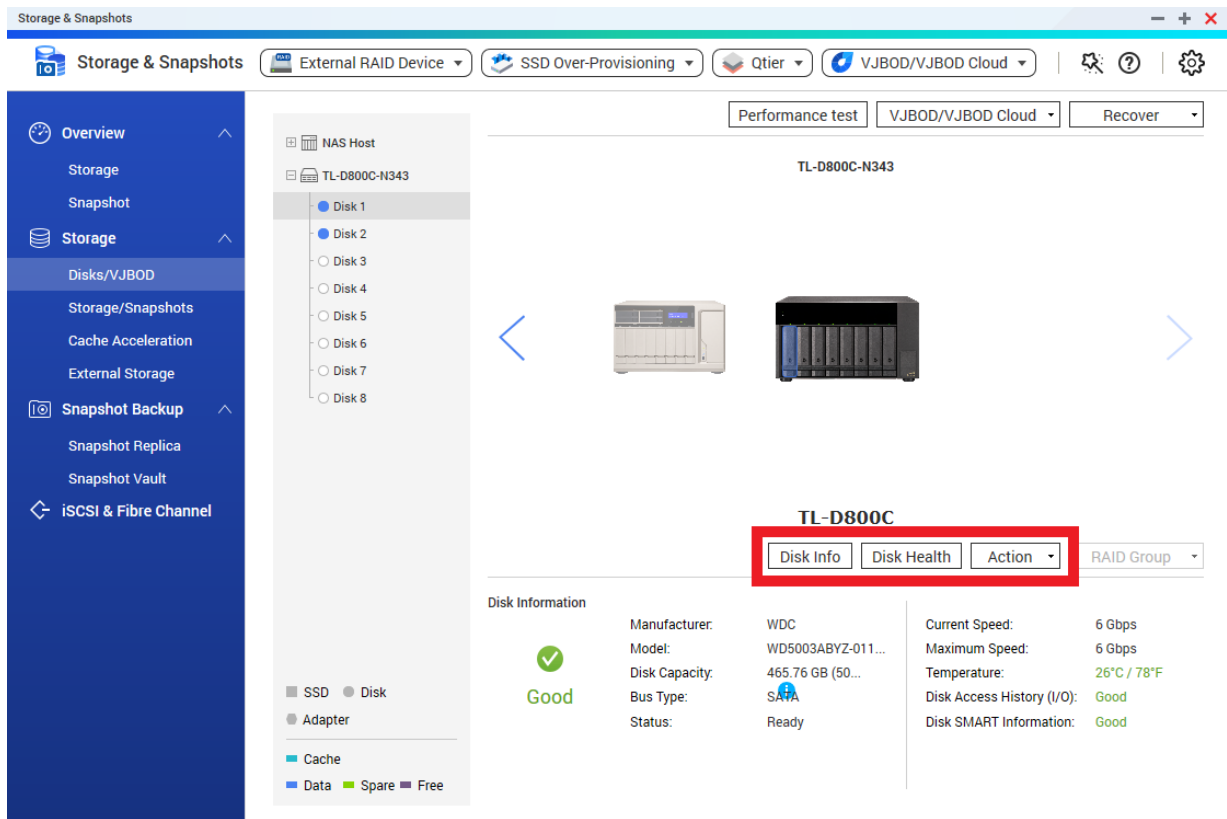 Storage & Snapshots
Storage & Snapshots
External RAID Device
SSD Over-Provisioning
Qtier
VJBOD/VJBOD Cloud
Overview
Storage
Snapshot
Storage
Disks/VJBOD
Storage/Snapshots
Cache Acceleration
External Storage
Snapshot Backup
Snapshot Replica
Snapshot Vault
iSCSI & Fibre Channel
NAS Host
TL-D800C-N343
Disk 1
Disk 2
Disk 3
Disk 4
Disk 5
Disk 6
Disk 7
Disk 8
SSD Disk
Adapter
Cache
Data Spare Free
Performance test VJBOD/VJBOD Cloud Recover
TL-D800C-N343
TL-D800C
Disk Info Disk Health Action RAID Group
Disk Information
Good
Manufacturer: WDC
Model: WD5003ABYZ-011...
Disk Capacity: 465.76 GB (50...
Bus Type: SATA
Status: Ready
Current Speed: 6 Gbps
Maximum Speed: 6 Gbps
Temperature: 26°C / 78°F
Disk Access History (I/O): Good
Disk SMART Information: Good